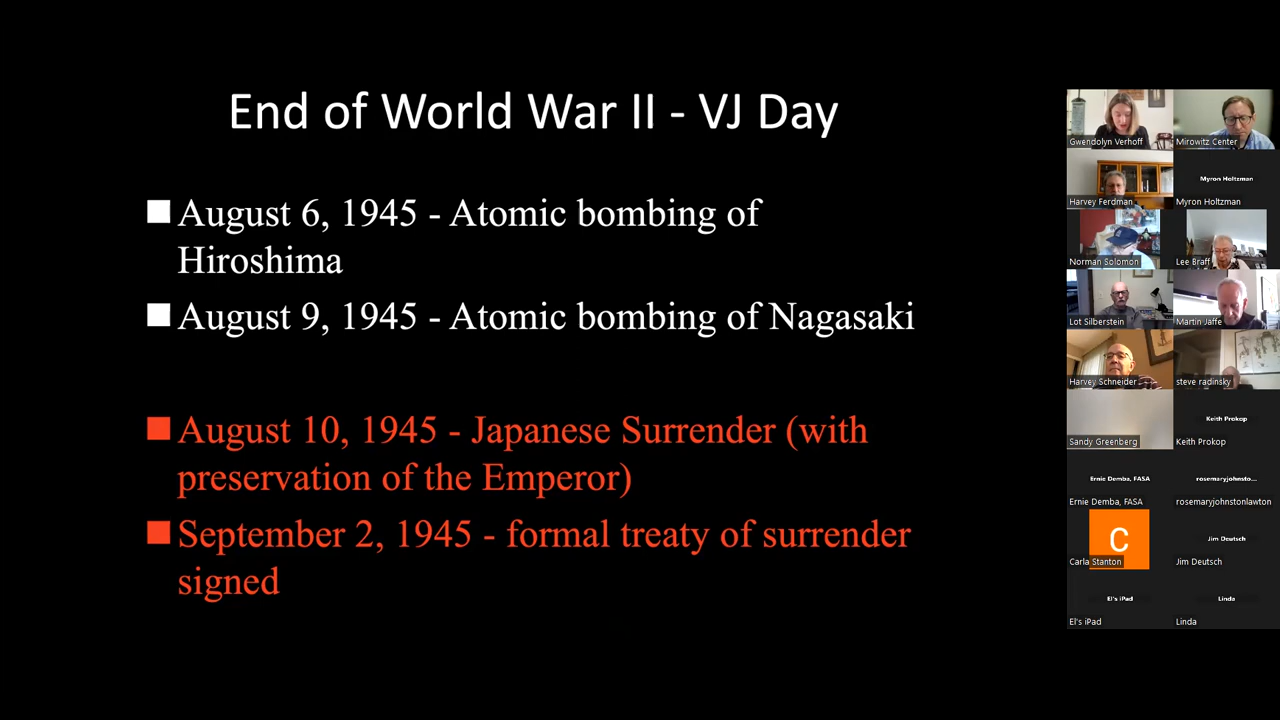 End of World War II - VJ Day
August 6, 1945 - Atomic bombing of
Hiroshima
August 9, 1945 - Atomic bombing of Nagasaki
August 10, 1945 - Japanese Surrender (with
preservation of the Emperor)
September 2, 1945 - formal treaty of surrender
signed
Gwendolyn Verhoff
Mirowitz Center
Harvey Ferdman
Myron Holtzman
Myron Holtzman
Norman Solomon
Lee Braff
Lot Silberstein
Martin Jaffe
Harvey Schneider
steve radinsky
Sandy Greenberg
Keith Prokop
Keith Prokop
Ernie Demba, FASA
Ernie Demba, FASA
rosemaryjohnsto...
rosemaryjohnstonlawton
C
Carla Stanton
Jim Deutsch
Jim Deutsch
El's iPad
El's iPad
Linda
Linda